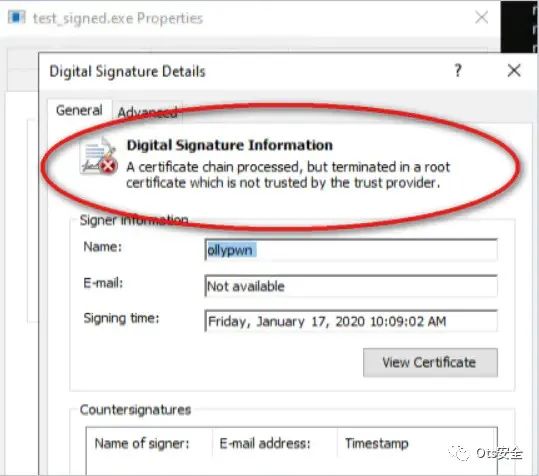 test_signed.exe Properties
Digital Signature Details
General
Advanced
Digital Signature Information
A certificate chain processed, but terminated in a root
certificate which is not trusted by the trust provider.
Signer information
Name:
ollypwn
E-mail:
Not available
Signing time:
Friday, January 17, 2020 10:09:02 AM
View Certificate
Countersignatures
Name of signer:
E-mail address:
Timestamp
Ots安全